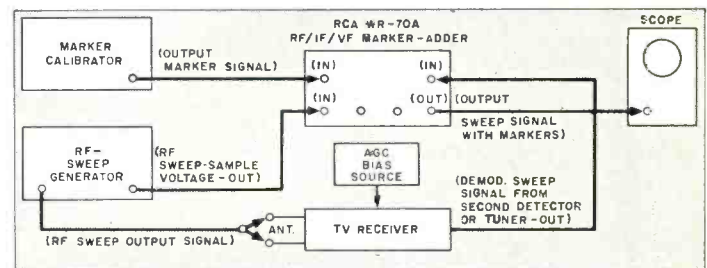 RCA WR-70A
RF/IF/VF MARKER-ADDER
SCOPE
MARKER
CALIBRATOR
(OUTPUT
MARKER SIGNAL)
(IN)
(IN)
(IN)
(OUT)
(OUTPUT
SWEEP SIGNAL
WITH MARKERS)
RF-
SWEEP
GENERATOR
(RF
SWEEP-SAMPLE
VOLTAGE-OUT)
AGC
BIAS
SOURCE
(DEMOD. SWEEP
SIGNAL FROM
SECOND DETECTOR
OR TUNER-OUT)
(RF SWEEP OUTPUT SIGNAL)
ANT.
TV RECEIVER